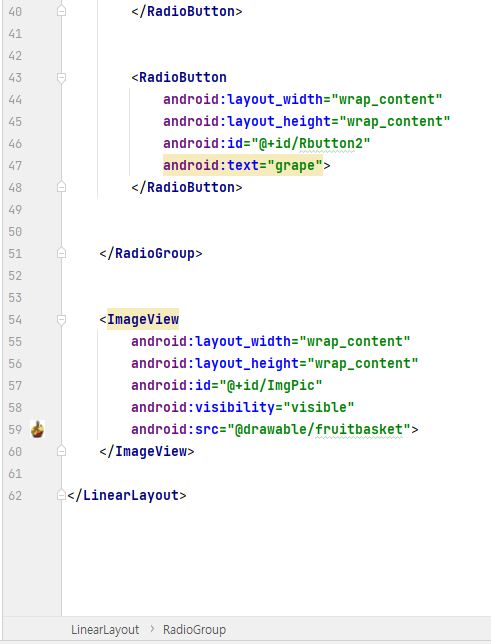 40 </RadioButton>
41
42
43 <RadioButton
44 android:layout_width="wrap_content"
45 android:layout_height="wrap_content"
46 android:id="@+id/Rbutton2"
47 android:text="grape">
48 </RadioButton>
49
50
51 </RadioGroup>
52
53
54 <ImageView
55 android:layout_width="wrap_content"
56 android:layout_height="wrap_content"
57 android:id="@+id/ImgPic"
58 android:visibility="visible"
59 android:src="@drawable/fruitbasket">
60 </ImageView>
61
62 </LinearLayout>
LinearLayout › RadioGroup